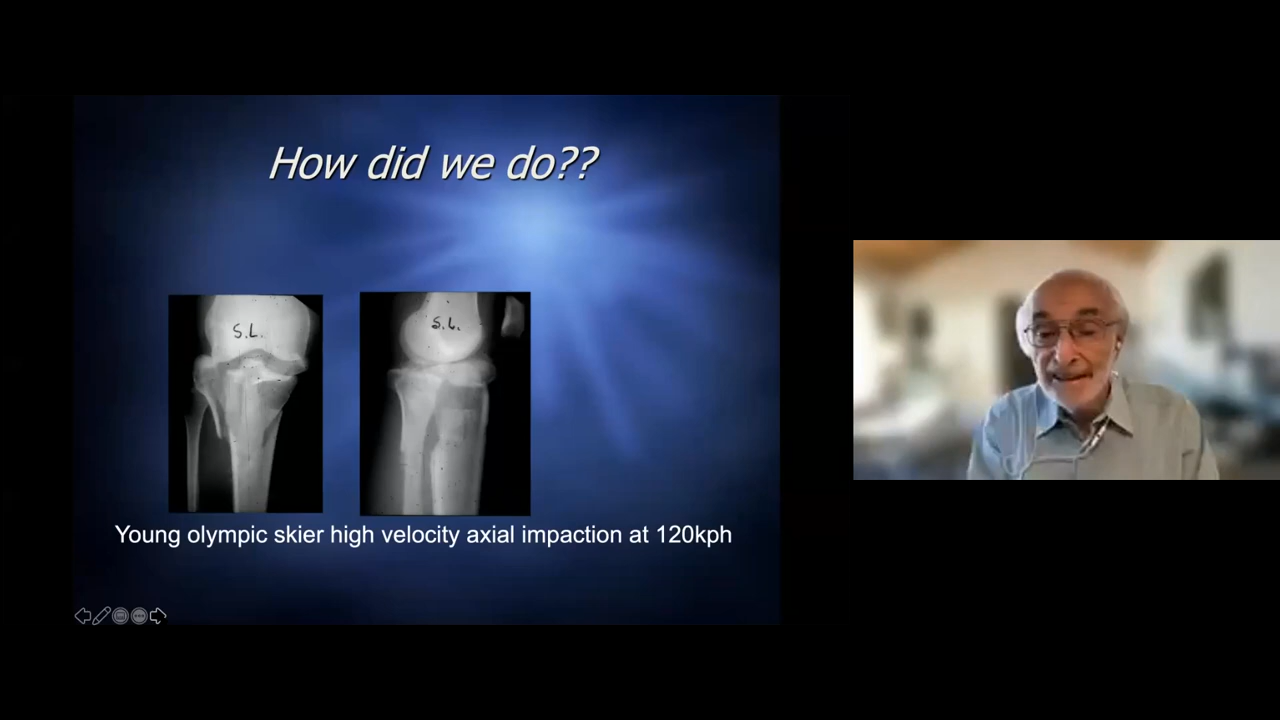 How did we do??
S.L.
S.L.
Young olympic skier high velocity axial impaction at 120kph